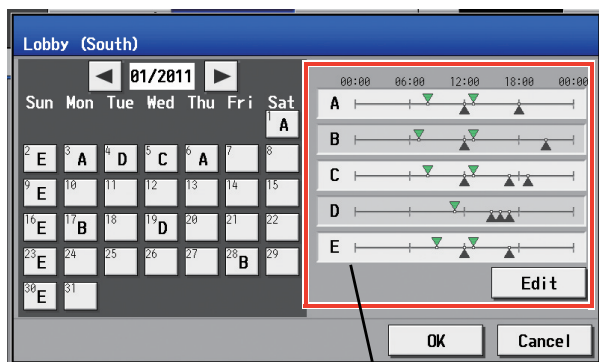 Lobby (South)
01/2011
00:00 06:00 12:00 18:00 00:00
Sun Mon Tue Wed Thu Fri Sat
1 A
2 E 3 A 4 D 5 C 6 A 7 8
9 E 10 11 12 13 14 15
16 E 17 B 18 19 D 20 21 22
23 E 24 25 26 27 28 B 29
30 E 31
A
B
C
D
E
Edit
OK Cancel